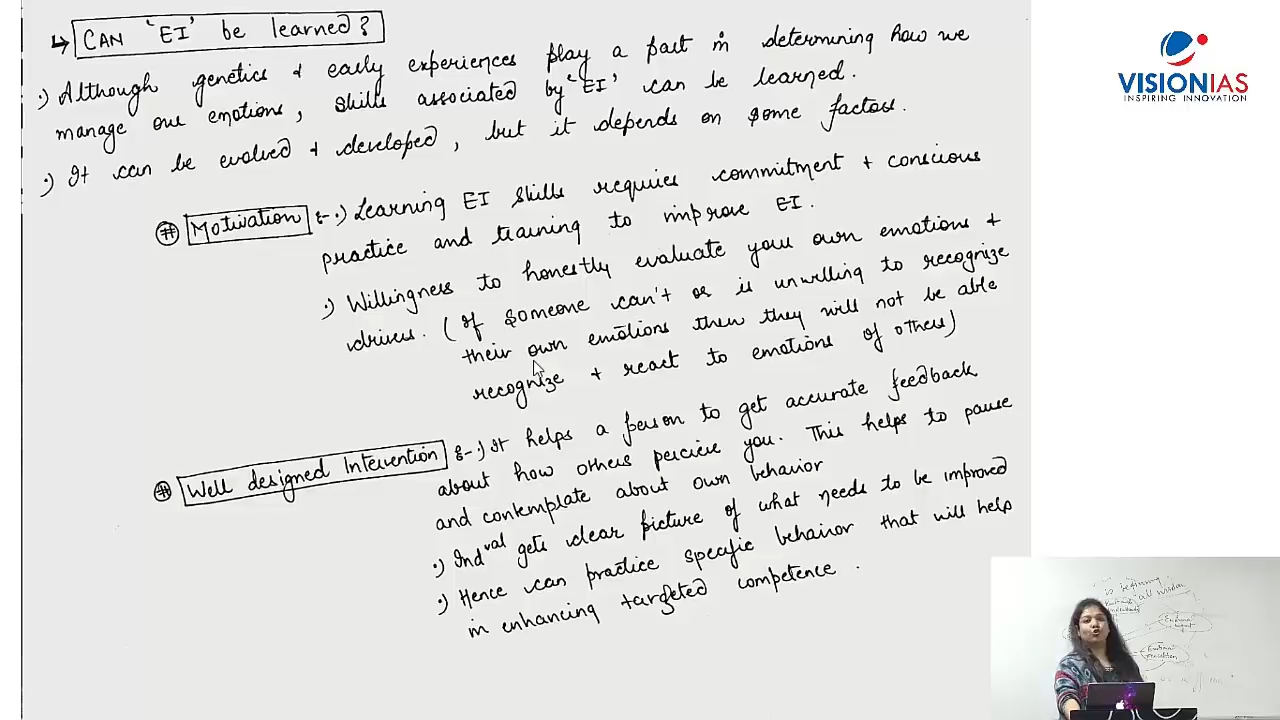 ↳ CAN 'EI' be learned?
·) Although genetics + early experiences play a part in determining how we
manage our emotions, skills associated by 'EI' can be learned.
·) It can be evolved + developed, but it depends on some factors.
# Motivation :- ·) Learning EI skills requires commitment + conscious
practice and training to improve EI.
·) Willingness to honestly evaluate your own emotions +
drives. (If someone can't or is unwilling to recognize
their own emotions then they will not be able
recognize + react to emotions of others)
# Well designed Intervention :- ·) It helps a person to get accurate feedback
about how others percieve you. This helps to pause
and contemplate about own behavior
·) Ind^val gets clear picture of what needs to be improved
·) Hence can practice specific behavior that will help
in enhancing targeted competence.
VISIONIAS
INSPIRING INNOVATION